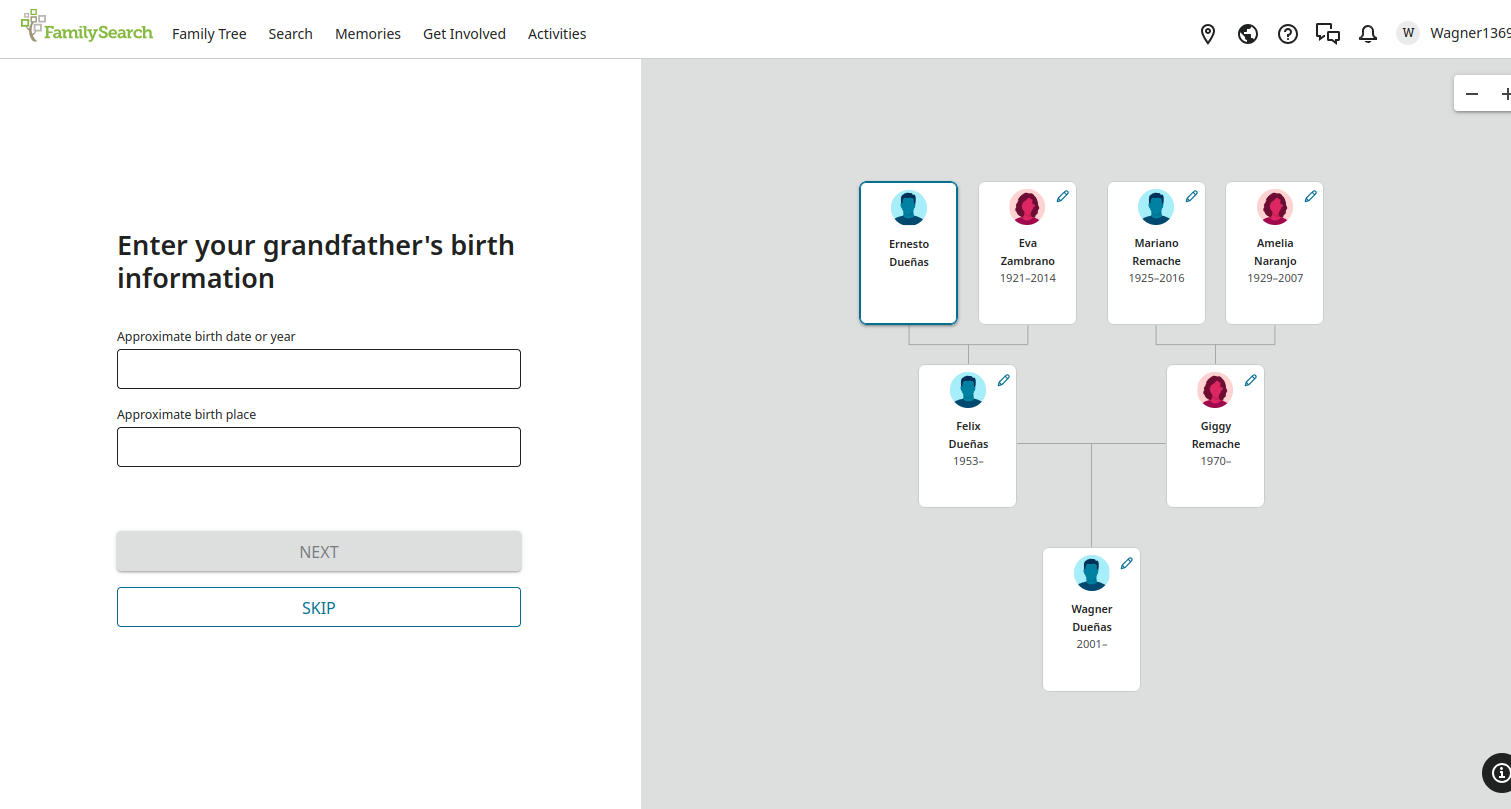 FamilySearch Family Tree Search Memories Get Involved Activities W Wagner1369
Enter your grandfather's birth
information
Approximate birth date or year
Approximate birth place
NEXT
SKIP
Ernesto
Dueñas
Eva
Zambrano
1921–2014
Mariano
Remache
1925–2016
Amelia
Naranjo
1929–2007
Felix
Dueñas
1953–
Giggy
Remache
1970–
Wagner
Dueñas
2001–